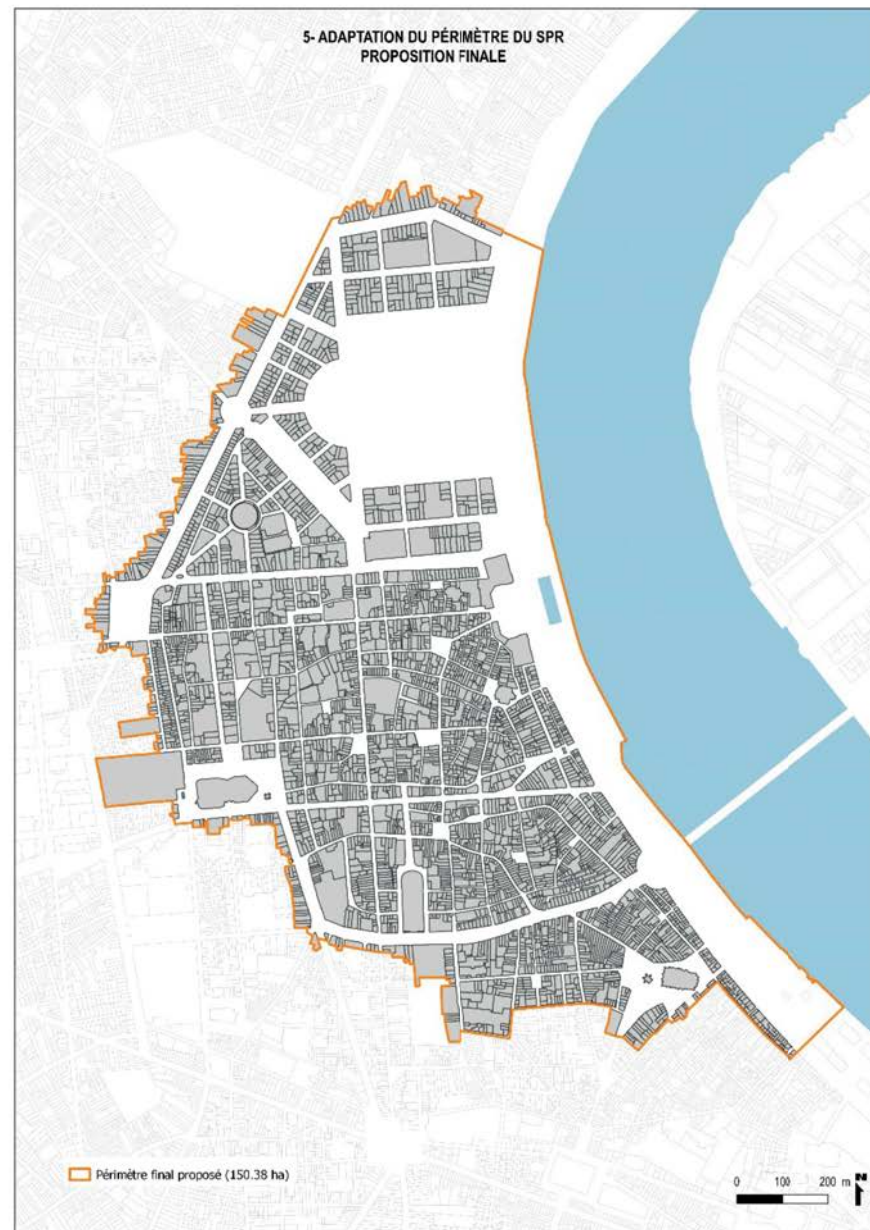 5- ADAPTATION DU PÉRIMÈTRE DU SPR
PROPOSITION FINALE
Périmètre final proposé (150.38 ha)
0 100 200 m
N